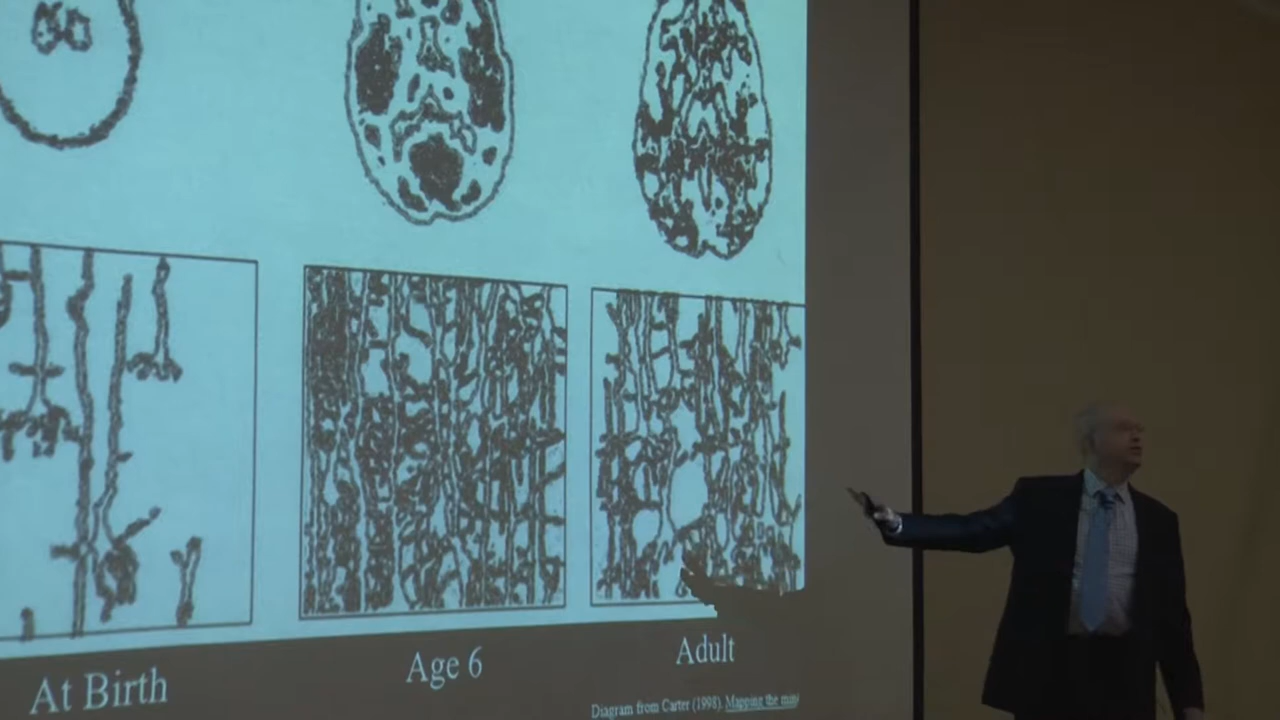 At Birth
Age 6
Adult
Diagram from Carter (1998). Mapping the